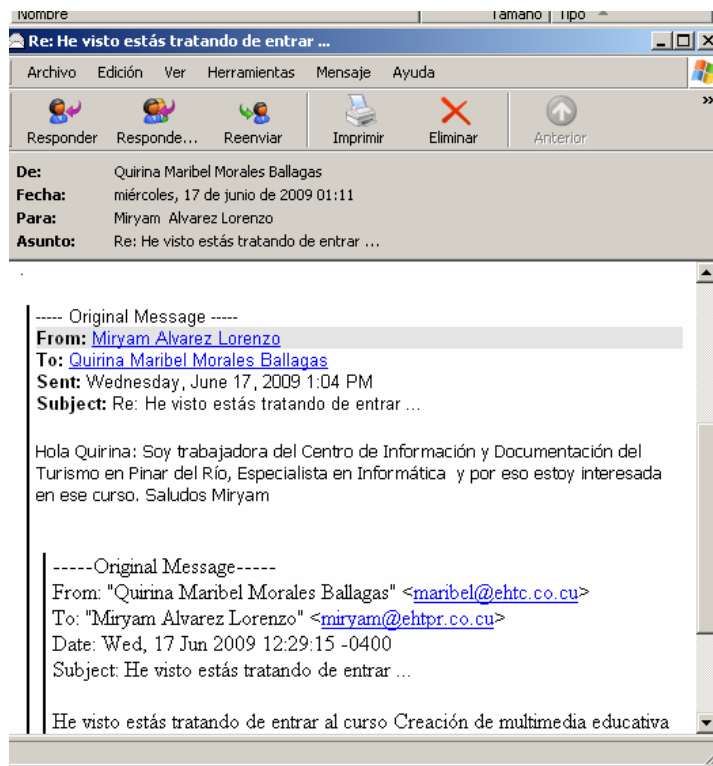 Nombre Tamaño Tipo
Re: He visto estás tratando de entrar ...
Archivo Edición Ver Herramientas Mensaje Ayuda
Responder Responde... Reenviar Imprimir Eliminar Anterior
De: Quirina Maribel Morales Ballagas
Fecha: miércoles, 17 de junio de 2009 01:11
Para: Miryam Alvarez Lorenzo
Asunto: Re: He visto estás tratando de entrar ...
.
----- Original Message -----
From: Miryam Alvarez Lorenzo
To: Quirina Maribel Morales Ballagas
Sent: Wednesday, June 17, 2009 1:04 PM
Subject: Re: He visto estás tratando de entrar ...
Hola Quirina: Soy trabajadora del Centro de Información y Documentación del
Turismo en Pinar del Río, Especialista en Informática y por eso estoy interesada
en ese curso. Saludos Miryam
-----Original Message-----
From: "Quirina Maribel Morales Ballagas" <maribel@ehtc.co.cu>
To: "Miryam Alvarez Lorenzo" <miryam@ehtpr.co.cu>
Date: Wed, 17 Jun 2009 12:29:15 -0400
Subject: He visto estás tratando de entrar ...
He visto estás tratando de entrar al curso Creación de multimedia educativa